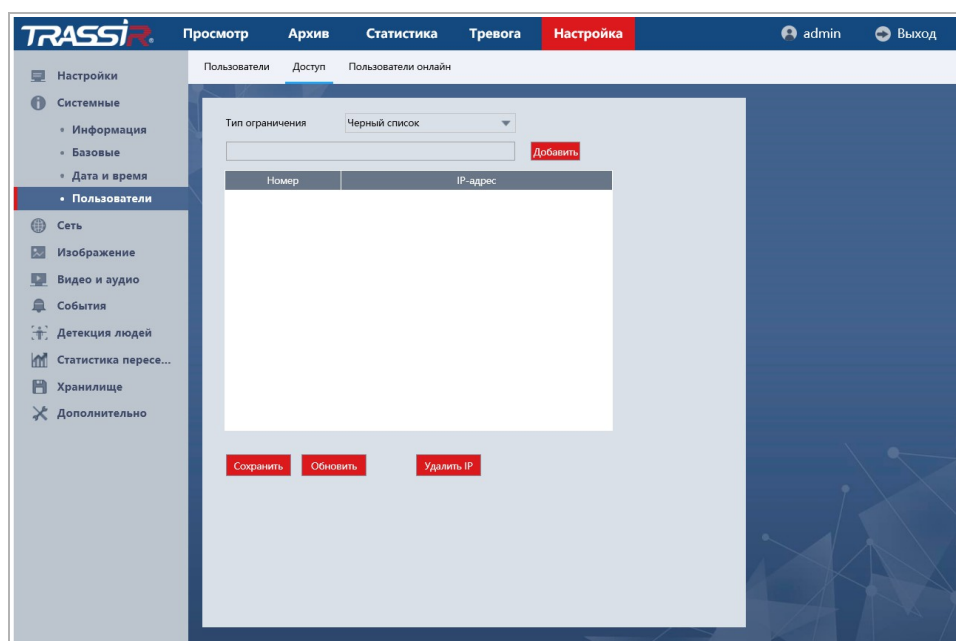 TRASSIR
Просмотр Архив Статистика Тревога Настройка admin Выход
Пользователи Доступ Пользователи онлайн
Настройки
Системные
Информация
Базовые
Дата и время
Пользователи
Сеть
Изображение
Видео и аудио
События
Детекция людей
Статистика пересе...
Хранилище
Дополнительно
Тип ограничения Черный список
Добавить
Номер IP-адрес
Сохранить Обновить Удалить IP